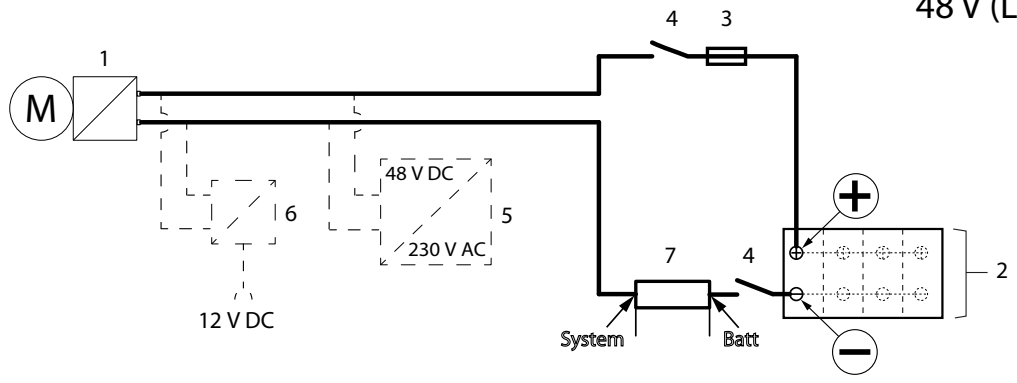 48 V (L
4
3
1
M
48 V DC
6
5
230 V AC
+
7
4
2
12 V DC
System
Batt
−